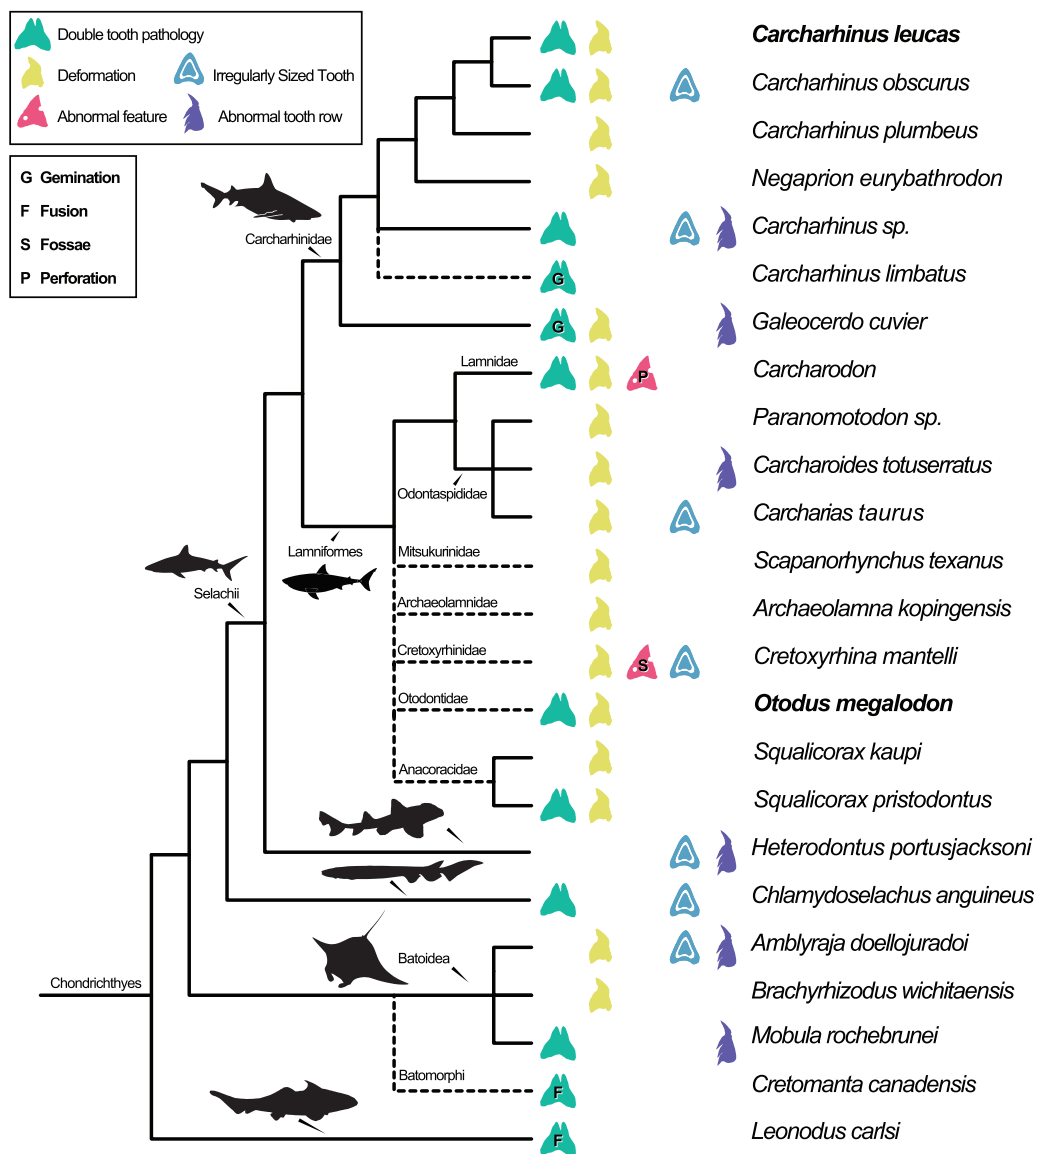 Double tooth pathology
Deformation
Irregularly Sized Tooth
Abnormal feature
Abnormal tooth row
G Gemination
F Fusion
S Fossae
P Perforation
Carcharhinus leucas
Carcharhinus obscurus
Carcharhinus plumbeus
Negaprion eurybathrodon
Carcharhinus sp.
Carcharhinidae
G
Carcharhinus limbatus
G
Galeocerdo cuvier
Lamnidae
P
Carcharodon
Paranomotodon sp.
Carcharoides totuserratus
Odontaspididae
Carcharias taurus
Lamniformes
Mitsukurinidae
Scapanorhynchus texanus
Selachii
Archaeolamnidae
Archaeolamna kopingensis
Cretoxyrhinidae
S
Cretoxyrhina mantelli
Otodontidae
Otodus megalodon
Squalicorax kaupi
Anacoracidae
Squalicorax pristodontus
Heterodontus portusjacksoni
Chlamydoselachus anguineus
Amblyraja doellojuradoi
Batoidea
Chondrichthyes
Brachyrhizodus wichitaensis
Mobula rochebrunei
Batomorphi
F
Cretomanta canadensis
F
Leonodus carlsi